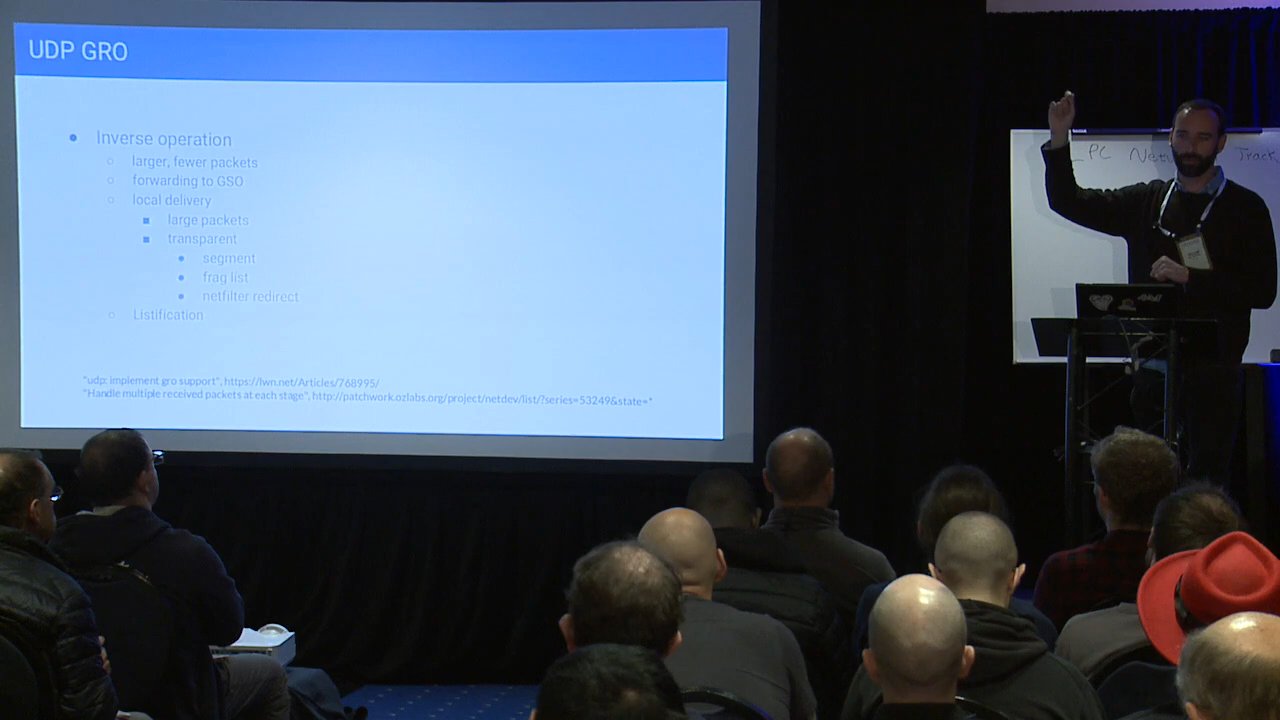 UDP GRO
Inverse operation
larger, fewer packets
forwarding to GSO
local delivery
large packets
transparent
segment
frag list
netfilter redirect
Listification
"udp: implement gro support", https://lwn.net/Articles/768995/
"Handle multiple received packets at each stage", http://patchwork.ozlabs.org/project/netdev/list/?series=53249&state=*
LPC Netw Track